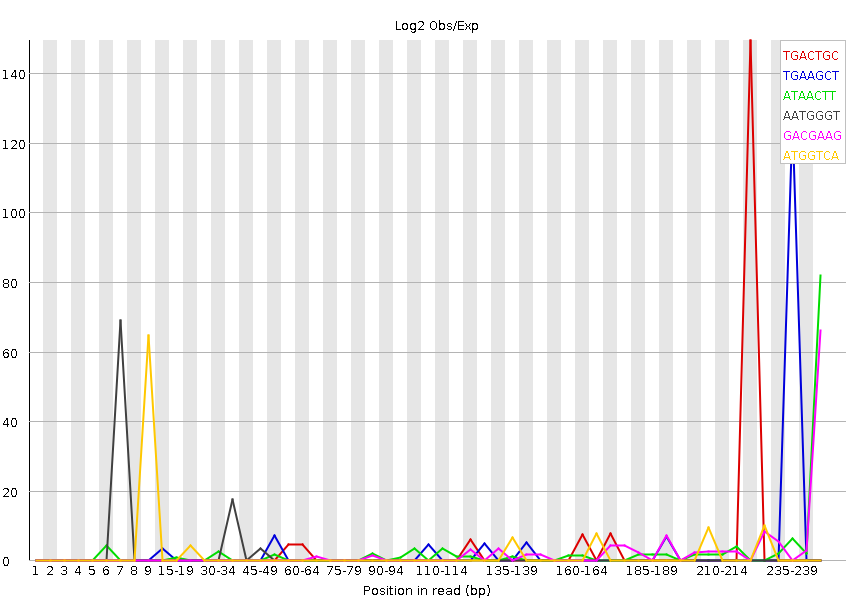 Log2 Obs/Exp
140
120
100
80
60
40
20
0
TGACTGC
TGAAGCT
ATAACTT
AATGGGT
GACGAAG
ATGGTCA
1 2 3 4 5 6 7 8 9 15-19 30-34 45-49 60-64 75-79 90-94 110-114 135-139 160-164 185-189 210-214 235-239
Position in read (bp)